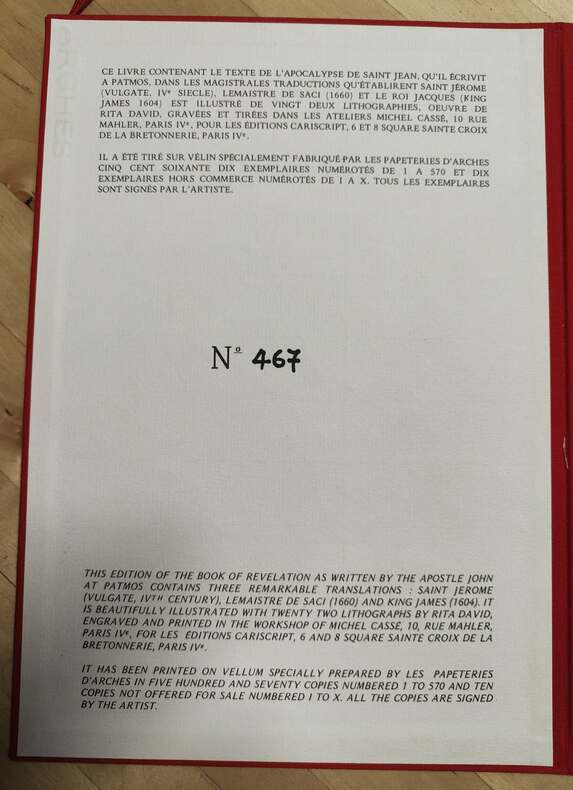 CE LIVRE CONTENANT LE TEXTE DE L'APOCALYPSE DE SAINT JEAN, QU'IL ÉCRIVIT
A PATMOS, DANS LES MAGISTRALES TRADUCTIONS QU'ÉTABLIRENT SAINT JÉROME
(VULGATE, IVᵉ SIECLE), LEMAISTRE DE SACI (1660) ET LE ROI JACQUES (KING
JAMES 1604) EST ILLUSTRÉ DE VINGT DEUX LITHOGRAPHIES, OEUVRE DE
RITA DAVID, GRAVÉES ET TIRÉES DANS LES ATELIERS MICHEL CASSÉ, 10 RUE
MAHLER, PARIS IVᵉ, POUR LES ÉDITIONS CARISCRIPT, 6 ET 8 SQUARE SAINTE CROIX
DE LA BRETONNERIE, PARIS IVᵉ.
IL A ÉTÉ TIRÉ SUR VÉLIN SPÉCIALEMENT FABRIQUÉ PAR LES PAPETERIES D'ARCHES
CINQ CENT SOIXANTE DIX EXEMPLAIRES NUMÉROTÉS DE 1 A 570 ET DIX
EXEMPLAIRES HORS COMMERCE NUMÉROTÉS DE I A X. TOUS LES EXEMPLAIRES
SONT SIGNÉS PAR L'ARTISTE.
Nº 467
THIS EDITION OF THE BOOK OF REVELATION AS WRITTEN BY THE APOSTLE JOHN
AT PATMOS CONTAINS THREE REMARKABLE TRANSLATIONS : SAINT JEROME
(VULGATE, IVᵀᴴ CENTURY), LEMAISTRE DE SACI (1660) AND KING JAMES (1604). IT
IS BEAUTIFULLY ILLUSTRATED WITH TWENTY TWO LITHOGRAPHS BY RITA DAVID,
ENGRAVED AND PRINTED IN THE WORKSHOP OF MICHEL CASSÉ, 10, RUE MAHLER,
PARIS IVᵉ, FOR LES ÉDITIONS CARISCRIPT, 6 AND 8 SQUARE SAINTE CROIX DE LA
BRETONNERIE, PARIS IVᵉ.
IT HAS BEEN PRINTED ON VELLUM SPECIALLY PREPARED BY LES PAPETERIES
D'ARCHES IN FIVE HUNDRED AND SEVENTY COPIES NUMBERED 1 TO 570 AND TEN
COPIES NOT OFFERED FOR SALE NUMBERED I TO X. ALL THE COPIES ARE SIGNED
BY THE ARTIST.
ARCHES